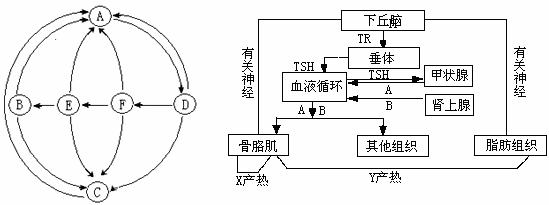 A
B
E
F
D
C
下丘脑
TR
垂体
TSH
血液循环
TSH
甲状腺
A
B
肾上腺
A
B
有关神经
有关神经
骨骼肌
其他组织
脂肪组织
X产热
Y产热